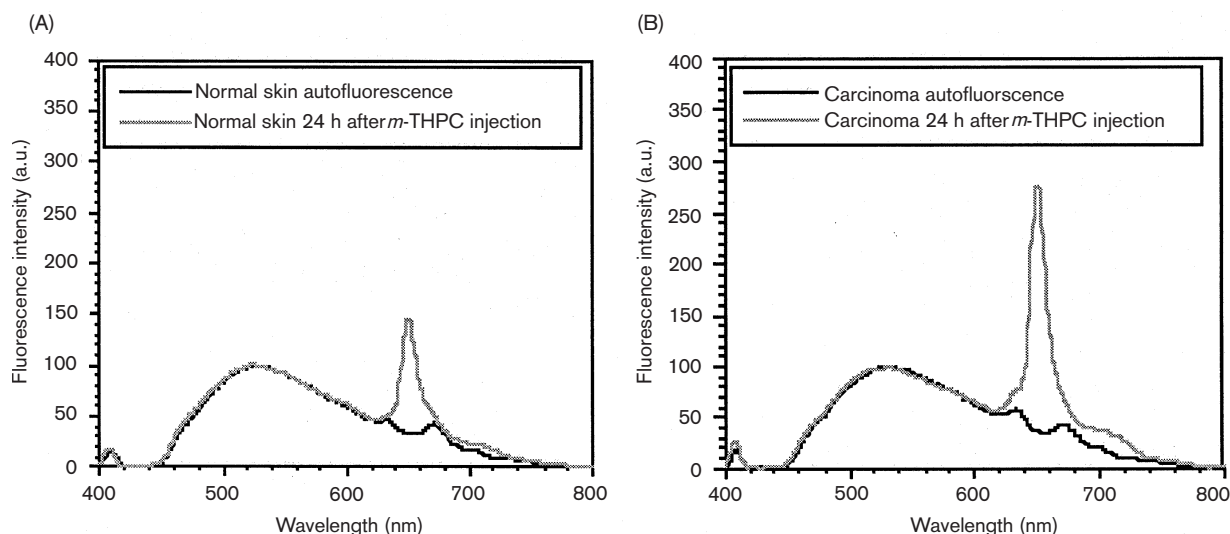 (A)
400
350
300
250
200
150
100
50
0
Fluorescence intensity (a.u.)
Normal skin autofluorescence
Normal skin 24 h after m-THPC injection
400 500 600 700 800
Wavelength (nm)
(B)
400
350
300
250
200
150
100
50
0
Fluorescence intensity (a.u.)
Carcinoma autofluorscence
Carcinoma 24 h after m-THPC injection
400 500 600 700 800
Wavelength (nm)